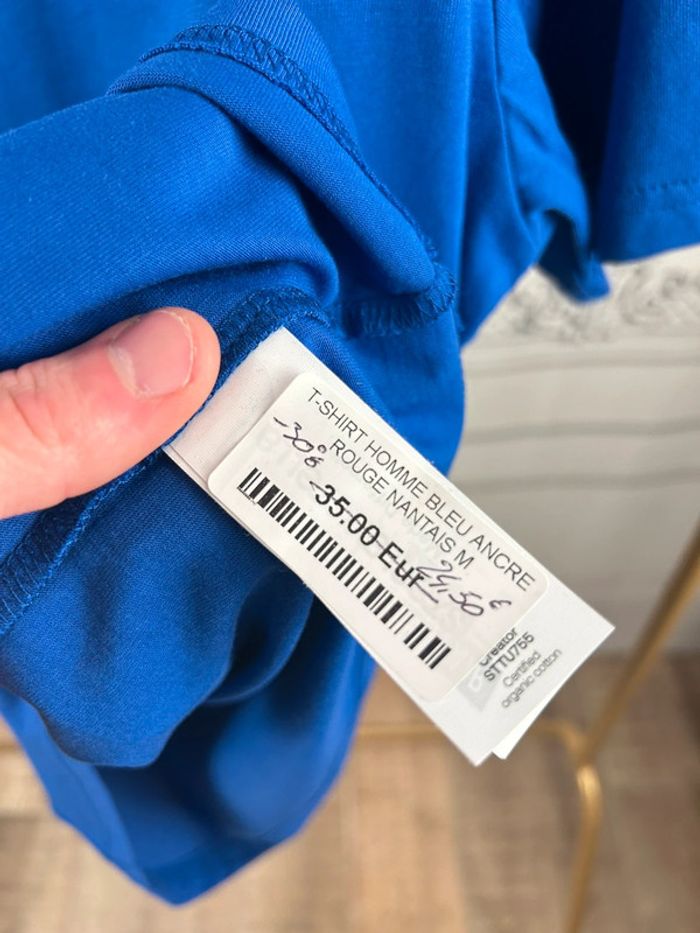 T-SHIRT HOMME BLEU ANCRE
ROUGE NANTAIS M
-30%
35.00 Eur
24,50 €
Creator
STTU755
Certified
organic cotton